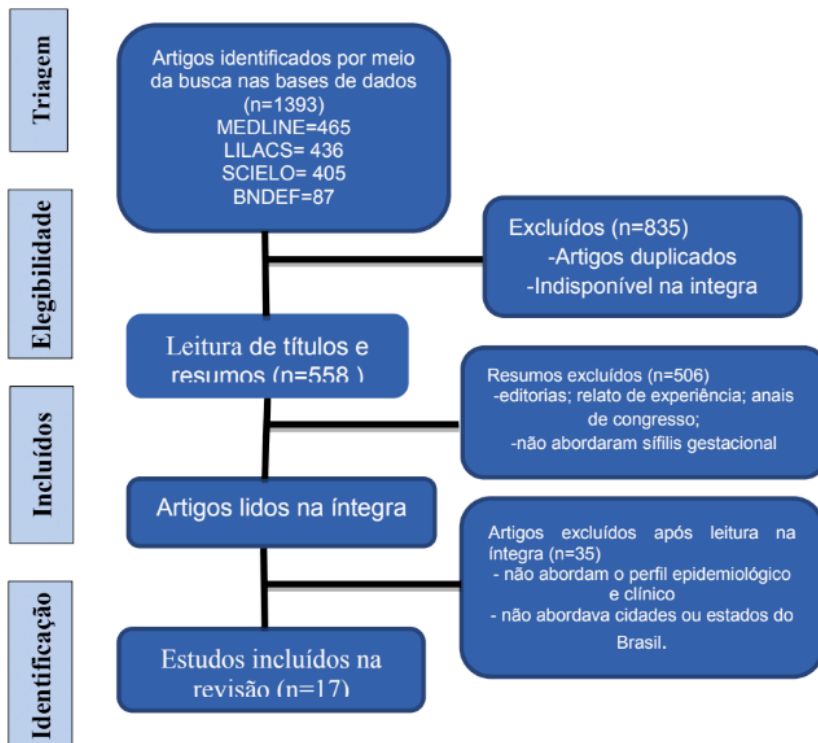 Triagem
Artigos identificados por meio
da busca nas bases de dados
(n=1393)
MEDLINE=465
LILACS= 436
SCIELO= 405
BNDEF=87
Elegibilidade
Excluídos (n=835)
-Artigos duplicados
-Indisponível na integra
Leitura de títulos e
resumos (n=558 )
Resumos excluídos (n=506)
-editorias; relato de experiência; anais
de congresso;
-não abordaram sífilis gestacional
Incluídos
Artigos lidos na íntegra
Artigos excluídos após leitura na
íntegra (n=35)
- não abordam o perfil epidemiológico
e clínico
- não abordava cidades ou estados do
Brasil.
Identificação
Estudos incluídos na
revisão (n=17)